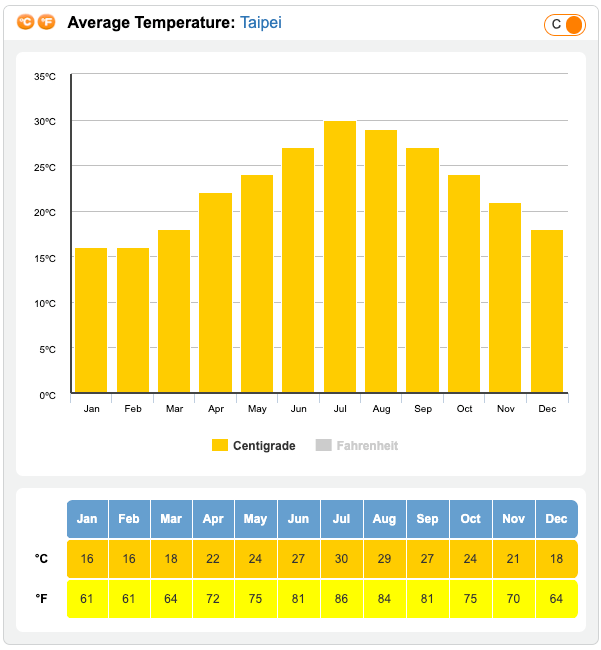 °C °F Average Temperature: Taipei C
35°C
30°C
25°C
20°C
15°C
10°C
5°C
0°C
Jan Feb Mar Apr May Jun Jul Aug Sep Oct Nov Dec
Centigrade Fahrenheit
Jan Feb Mar Apr May Jun Jul Aug Sep Oct Nov Dec
°C 16 16 18 22 24 27 30 29 27 24 21 18
°F 61 61 64 72 75 81 86 84 81 75 70 64